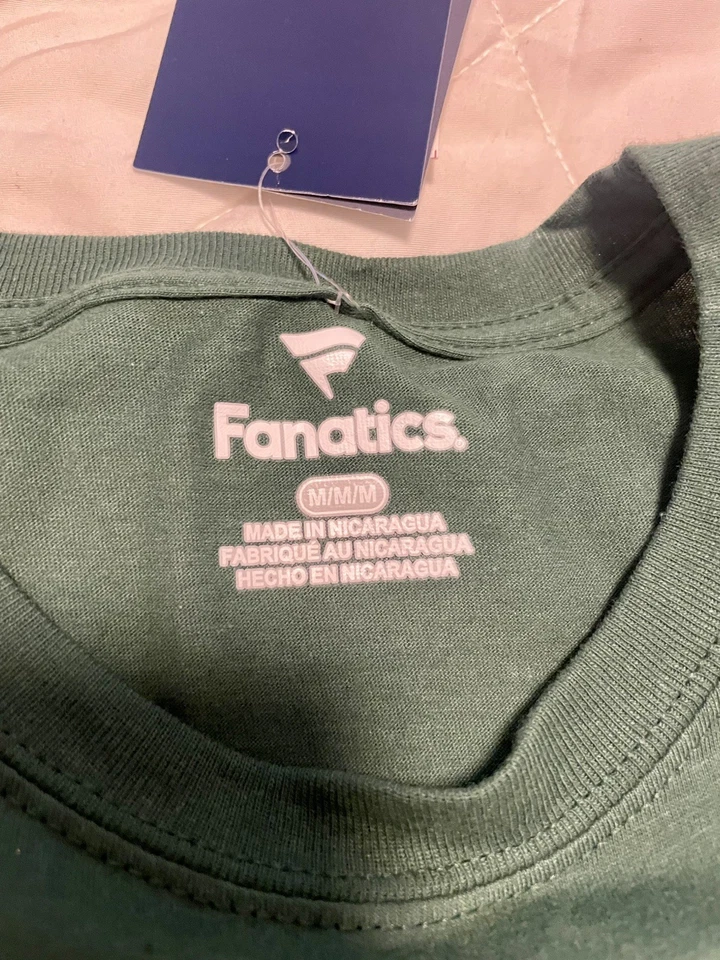 Fanatics.
M/M/M
MADE IN NICARAGUA
FABRIQUÉ AU NICARAGUA
HECHO EN NICARAGUA